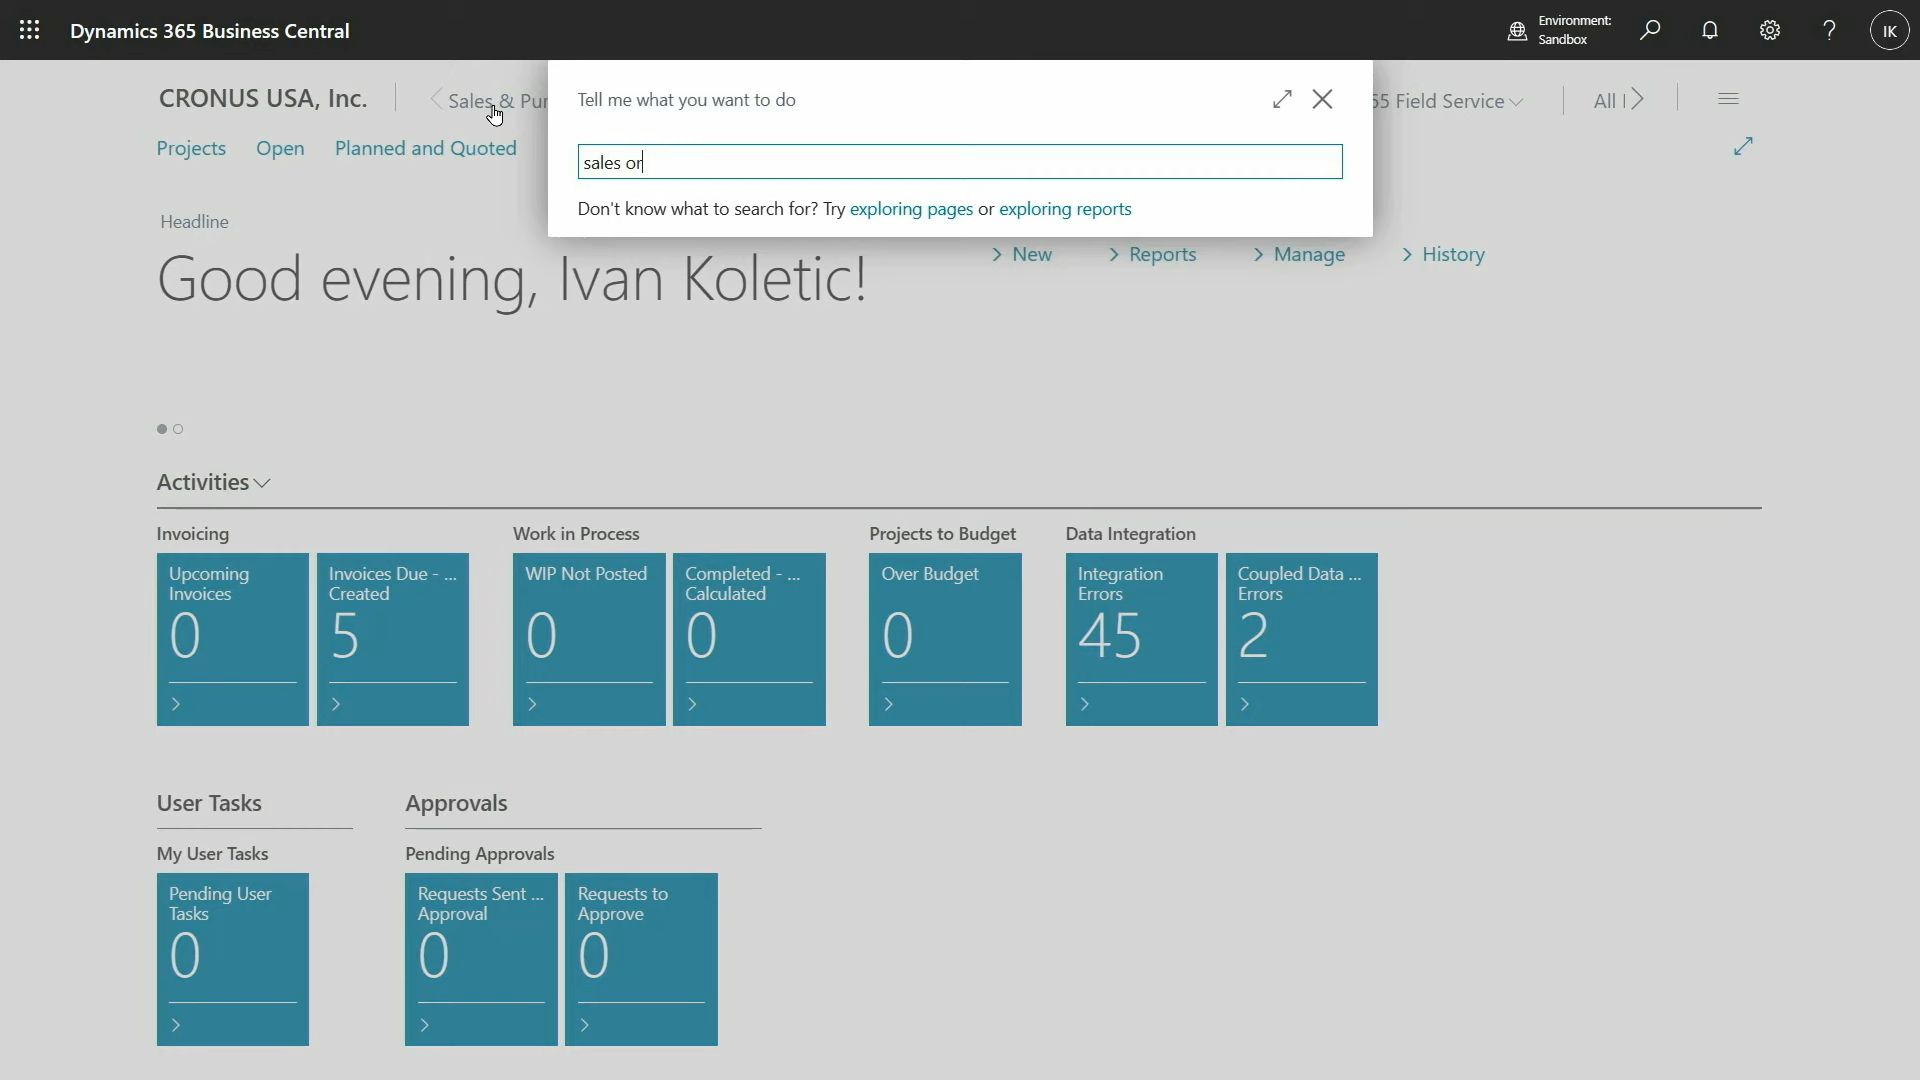 Dynamics 365 Business Central
Environment:
Sandbox
IK
CRONUS USA, Inc.
Sales & Pur
Tell me what you want to do
65 Field Service
All
Projects
Open
Planned and Quoted
sales or
Don't know what to search for? Try exploring pages or exploring reports
Headline
New
Reports
Manage
History
Good evening, Ivan Koletic!
Activities
Invoicing
Work in Process
Projects to Budget
Data Integration
Upcoming
Invoices
0
Invoices Due - ...
Created
5
WIP Not Posted
0
Completed - ...
Calculated
0
Over Budget
0
Integration
Errors
45
Coupled Data ...
Errors
2
User Tasks
Approvals
My User Tasks
Pending Approvals
Pending User
Tasks
0
Requests Sent ...
Approval
0
Requests to
Approve
0